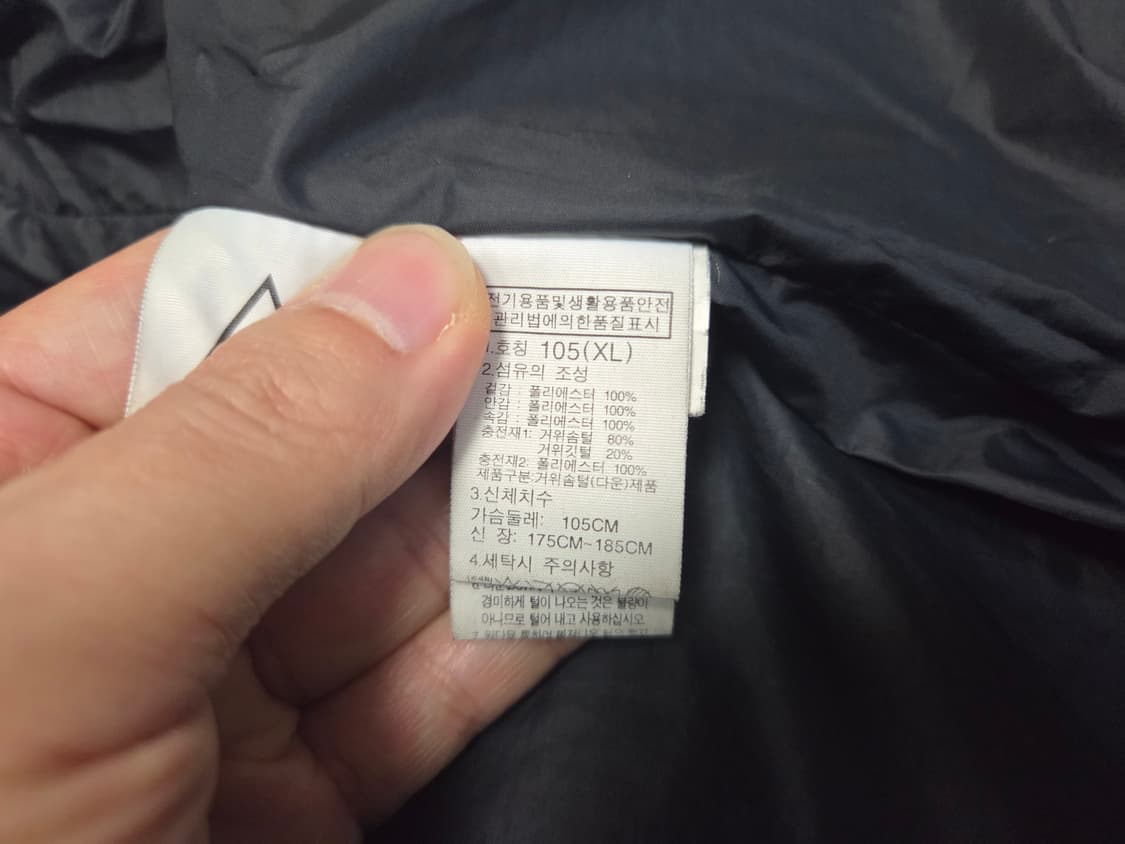 전기용품및생활용품안전
관리법에의한품질표시
1.호칭 105(XL)
2.섬유의 조성
겉감 : 폴리에스터 100%
안감 : 폴리에스터 100%
속감 : 폴리에스터 100%
충전재1: 거위솜털 80%
거위깃털 20%
충전재2: 폴리에스터 100%
제품구분:거위솜털(다운)제품
3.신체치수
가슴둘레: 105CM
신 장: 175CM~185CM
4.세탁시 주의사항
경미하게 털이 나오는 것은 불량이
아니므로 털어 내고 사용하십시오.